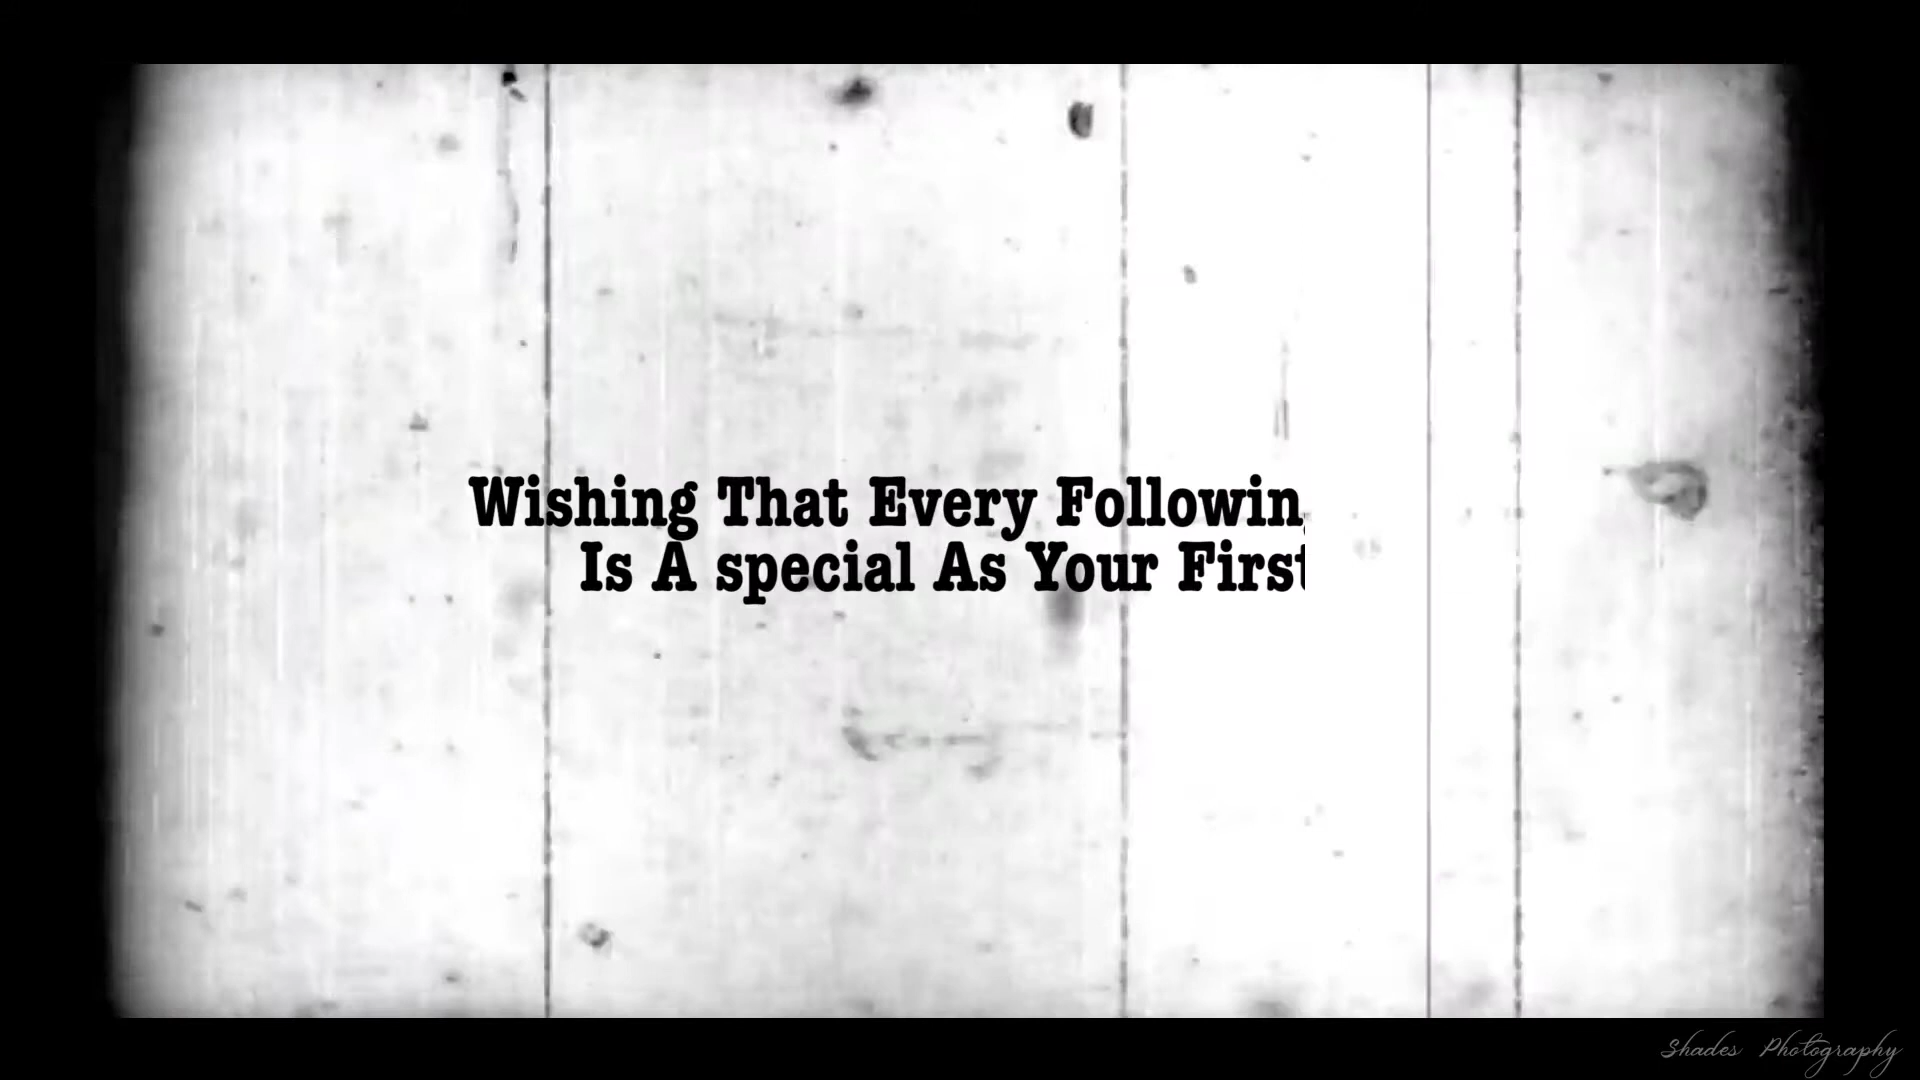 Wishing That Every Followin
Is A special As Your First
Shades Photography